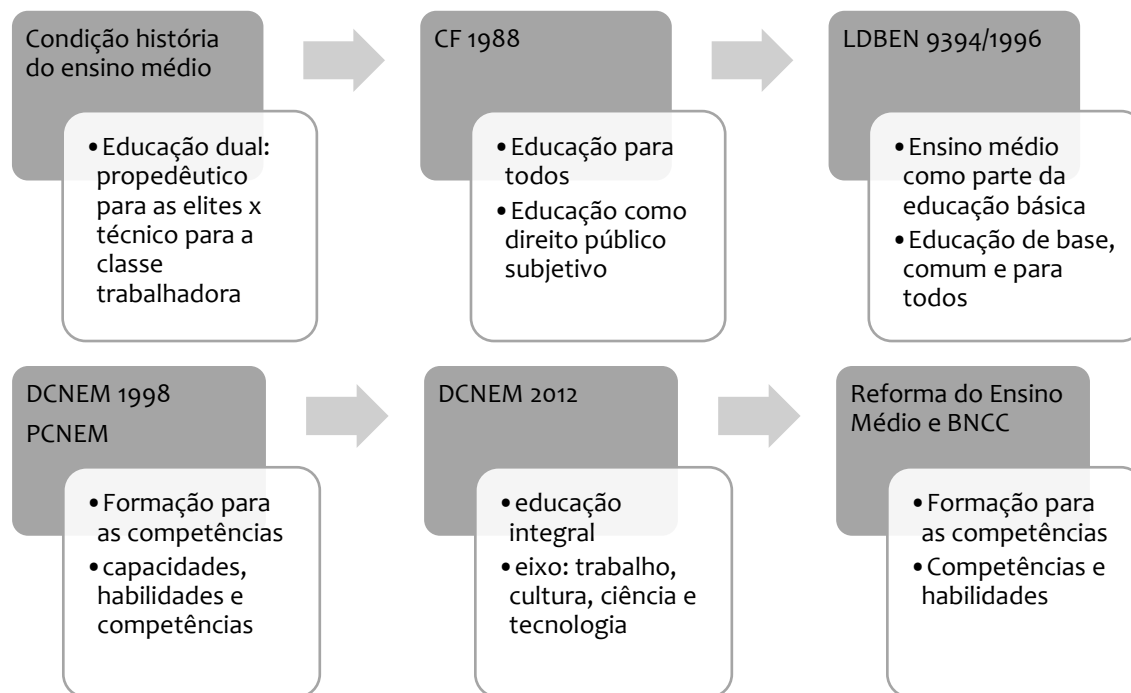 Condição história
do ensino médio
• Educação dual:
propedêutico
para as elites x
técnico para a
classe
trabalhadora
CF 1988
• Educação para
todos
• Educação como
direito público
subjetivo
LDBEN 9394/1996
• Ensino médio
como parte da
educação básica
• Educação de base,
comum e para
todos
DCNEM 1998
PCNEM
• Formação para
as competências
• capacidades,
habilidades e
competências
DCNEM 2012
• educação
integral
• eixo: trabalho,
cultura, ciência e
tecnologia
Reforma do Ensino
Médio e BNCC
• Formação para
as competências
• Competências e
habilidades